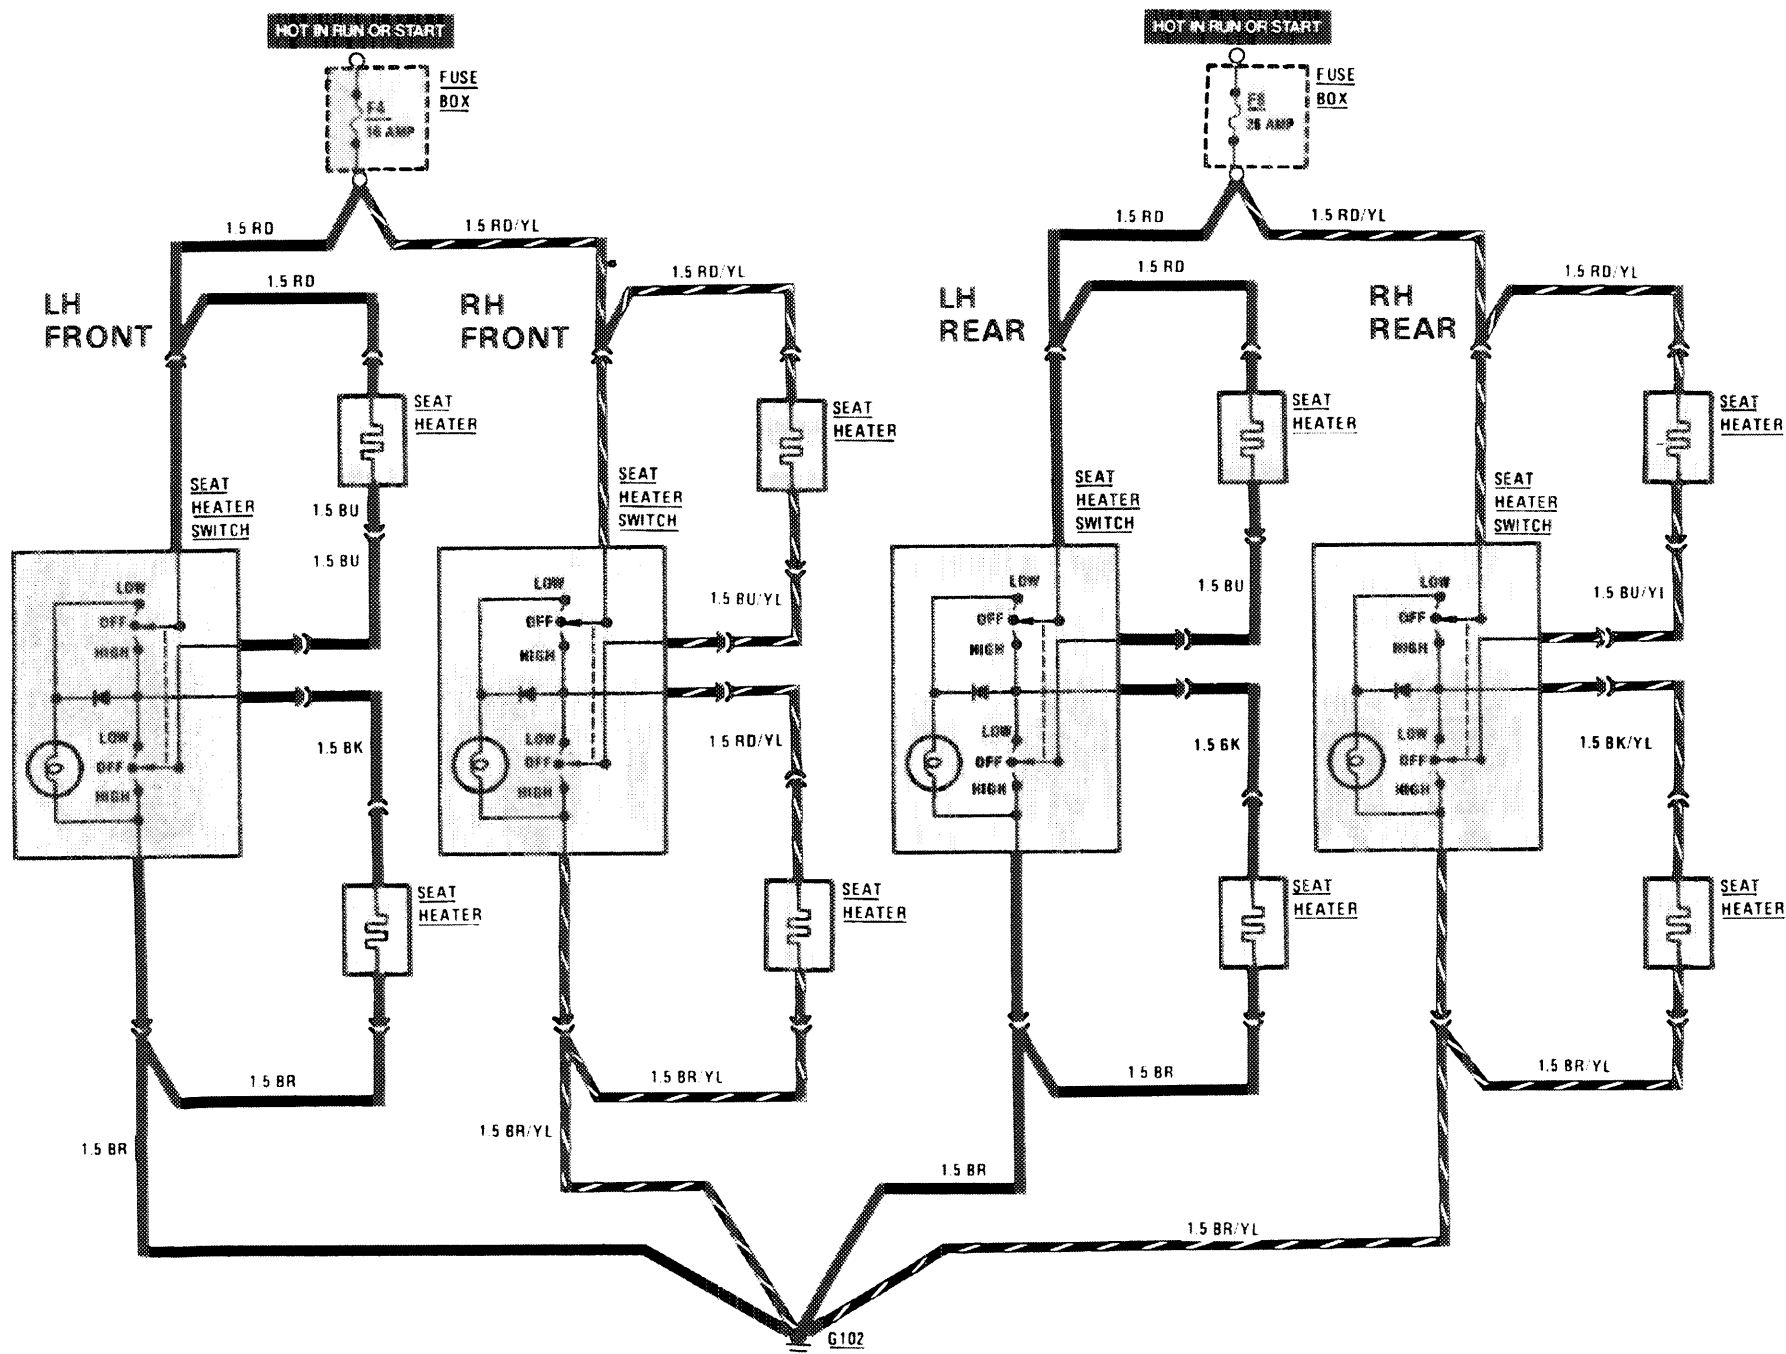 HOT IN RUN OR START
FUSE
BOX
F4
16 AMP
1.5 RD
1.5 RD/YL
1.5 RD
1.5 RD/YL
LH
FRONT
RH
FRONT
SEAT
HEATER
SEAT
HEATER
SEAT
HEATER
SWITCH
SEAT
HEATER
SWITCH
1.5 BU
1.5 BU
1.5 BU/YL
LOW
OFF
HIGH
LOW
OFF
HIGH
LOW
OFF
HIGH
LOW
OFF
HIGH
1.5 BK
1.5 RD/YL
SEAT
HEATER
SEAT
HEATER
1.5 BR
1.5 BR/YL
1.5 BR
1.5 BR/YL
HOT IN RUN OR START
FUSE
BOX
AMP
1.5 RD
1.5 RD/YL
1.5 RD
1.5 RD/YL
LH
REAR
RH
REAR
SEAT
HEATER
SEAT
HEATER
SEAT
HEATER
SWITCH
SEAT
HEATER
SWITCH
1.5 BU
1.5 BU/YL
LOW
OFF
HIGH
LOW
OFF
HIGH
LOW
OFF
HIGH
LOW
OFF
HIGH
1.5 BK
1.5 BK/YL
SEAT
HEATER
SEAT
HEATER
1.5 BR
1.5 BR/YL
1.5 BR
1.5 BR/YL
G102